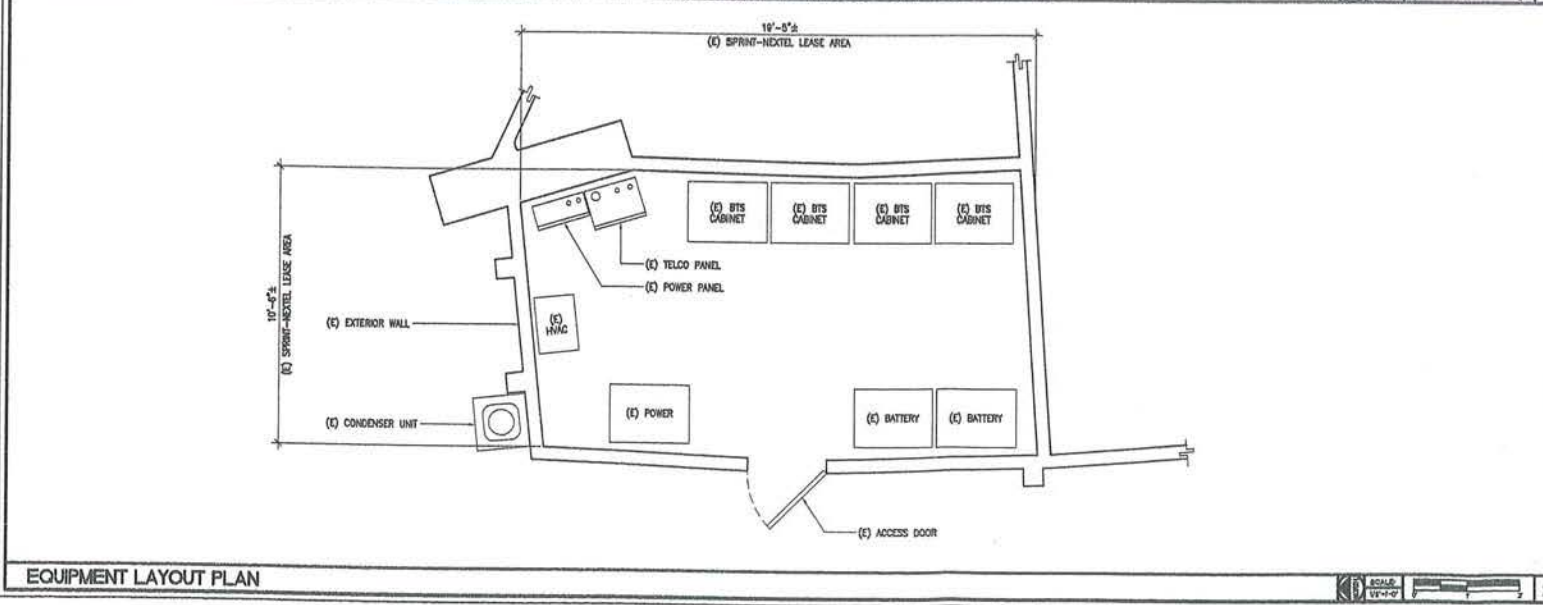 19'-5"±
(E) SPRINT-NEXTEL LEASE AREA
10'-6"±
(E) SPRINT-NEXTEL LEASE AREA
(E) BTS
CABINET
(E) BTS
CABINET
(E) BTS
CABINET
(E) BTS
CABINET
(E) TELCO PANEL
(E) POWER PANEL
(E) EXTERIOR WALL
(E)
HVAC
(E) CONDENSER UNIT
(E) POWER
(E) BATTERY
(E) BATTERY
(E) ACCESS DOOR
EQUIPMENT LAYOUT PLAN
SCALE